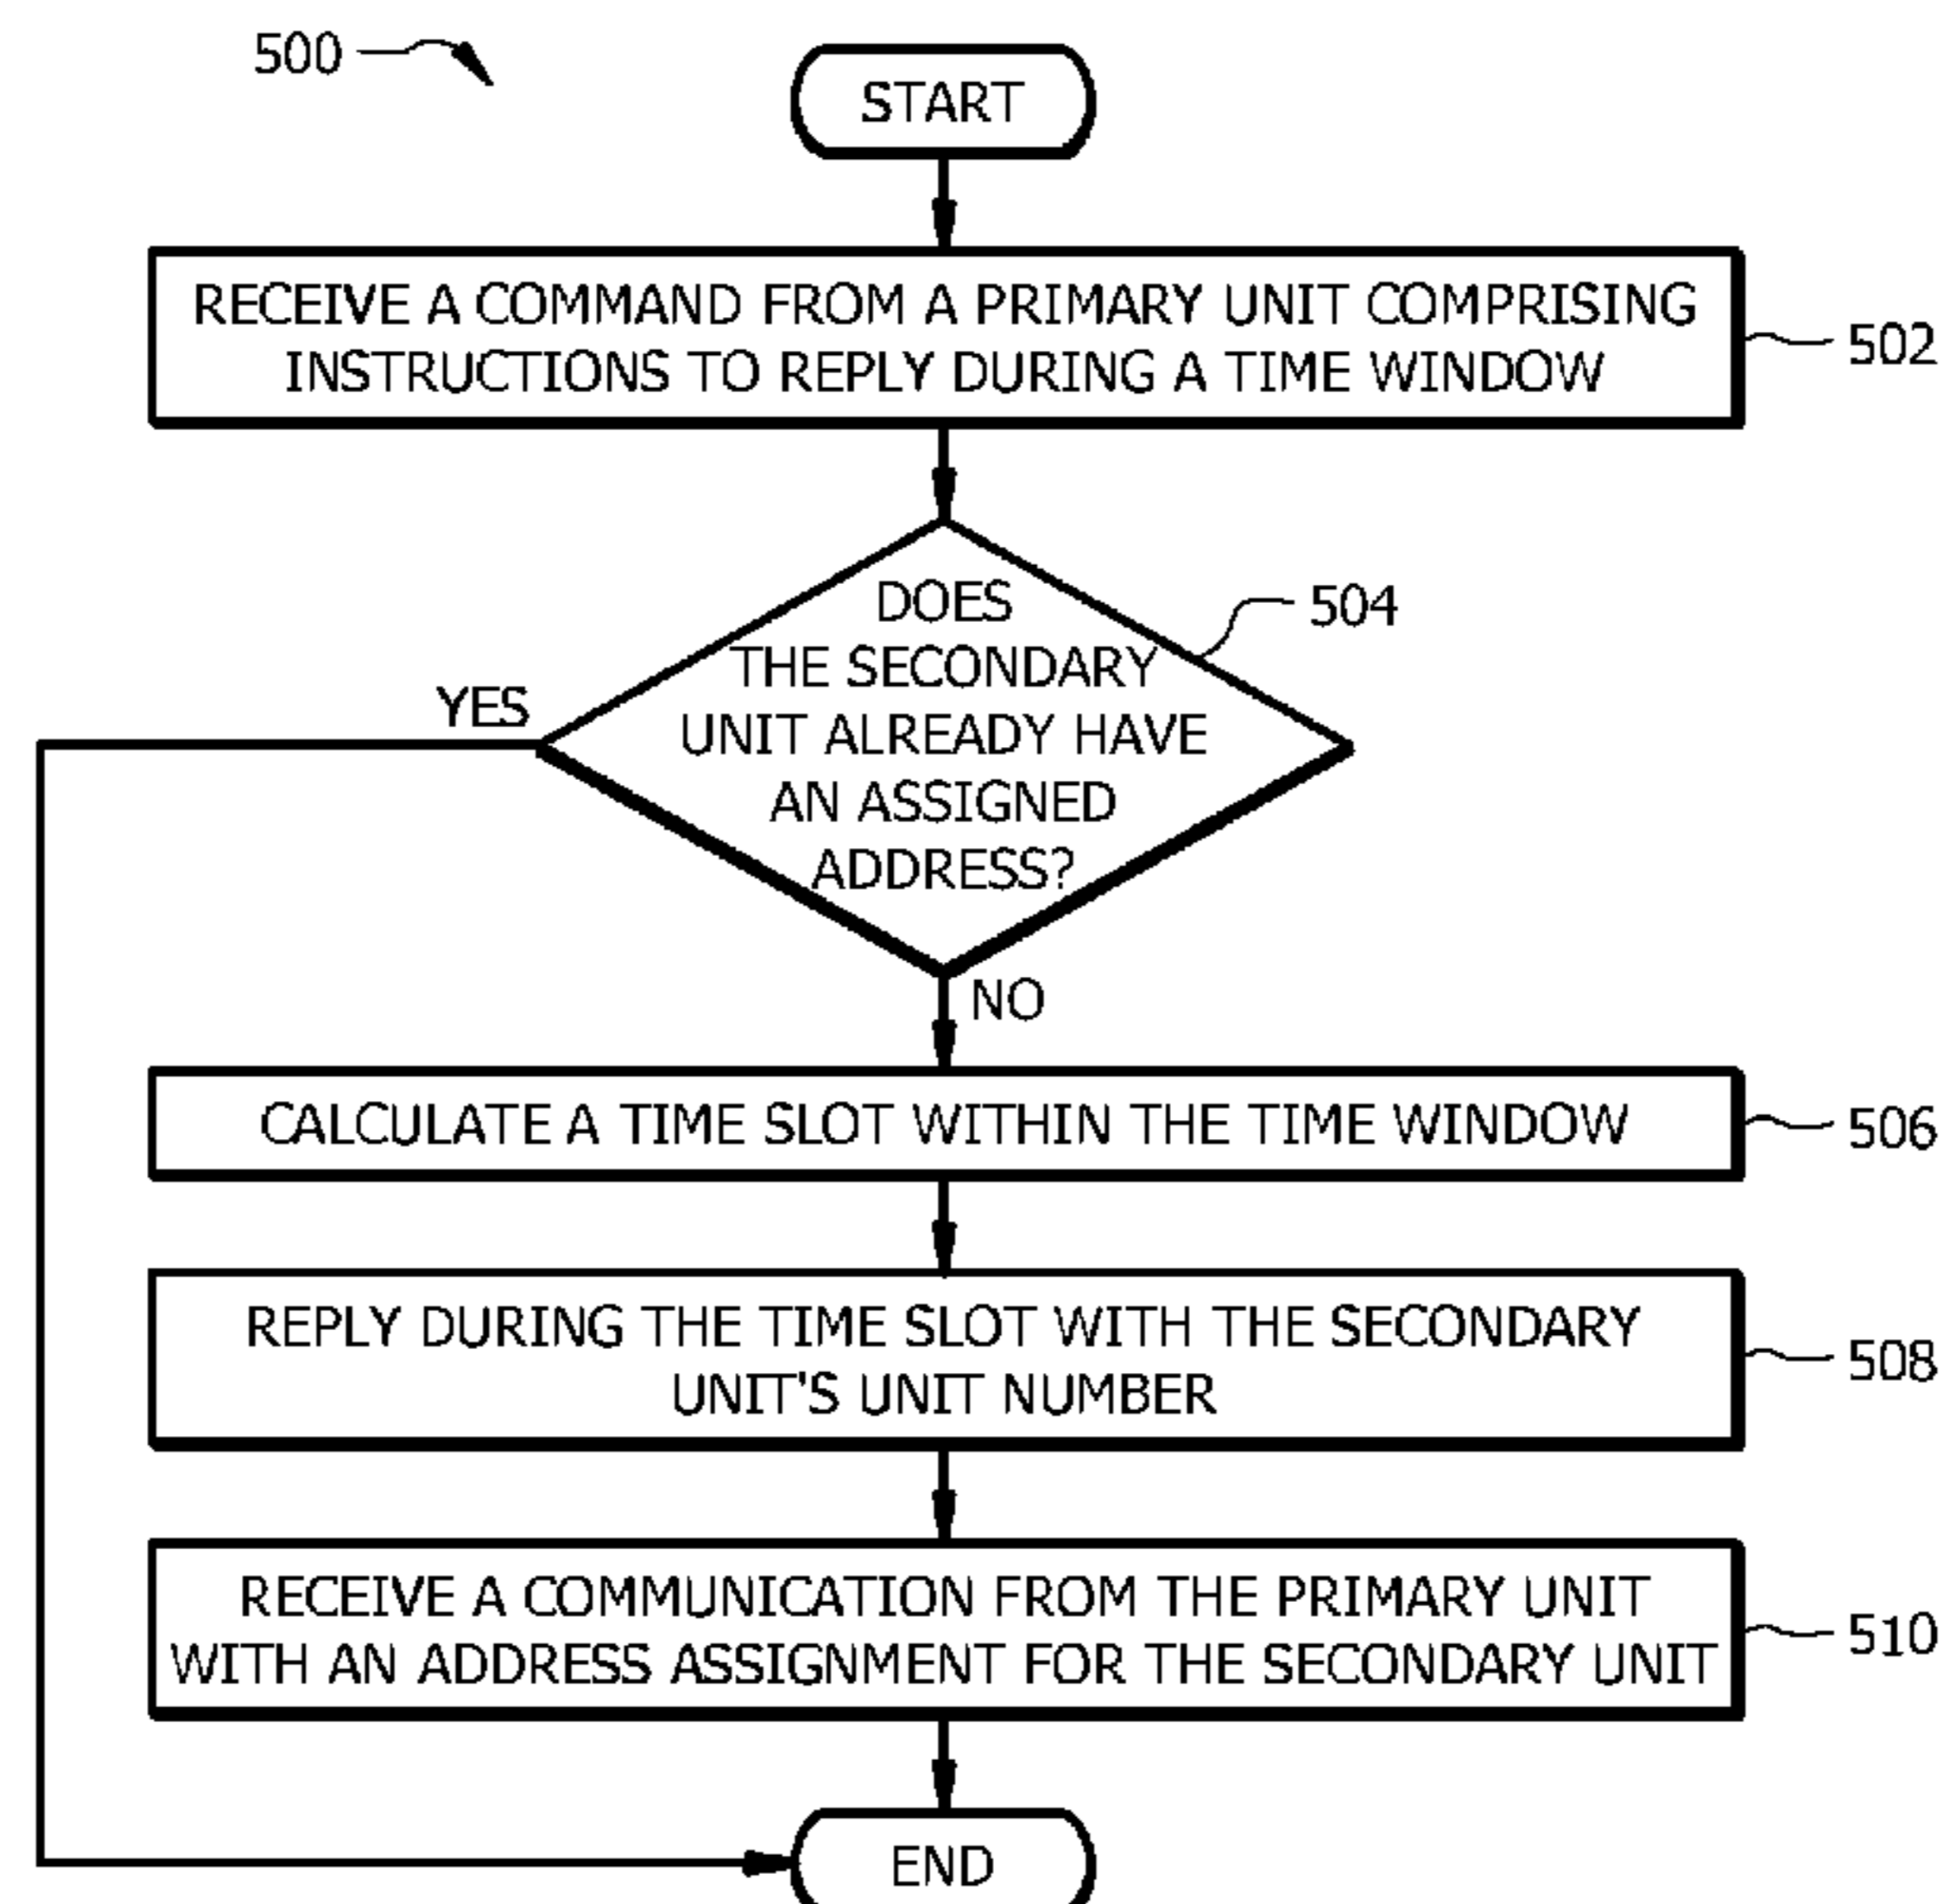 500
START
RECEIVE A COMMAND FROM A PRIMARY UNIT COMPRISING
INSTRUCTIONS TO REPLY DURING A TIME WINDOW
502
DOES
THE SECONDARY
UNIT ALREADY HAVE
AN ASSIGNED
ADDRESS?
504
YES
NO
CALCULATE A TIME SLOT WITHIN THE TIME WINDOW
506
REPLY DURING THE TIME SLOT WITH THE SECONDARY
UNIT'S UNIT NUMBER
508
RECEIVE A COMMUNICATION FROM THE PRIMARY UNIT
WITH AN ADDRESS ASSIGNMENT FOR THE SECONDARY UNIT
510
END